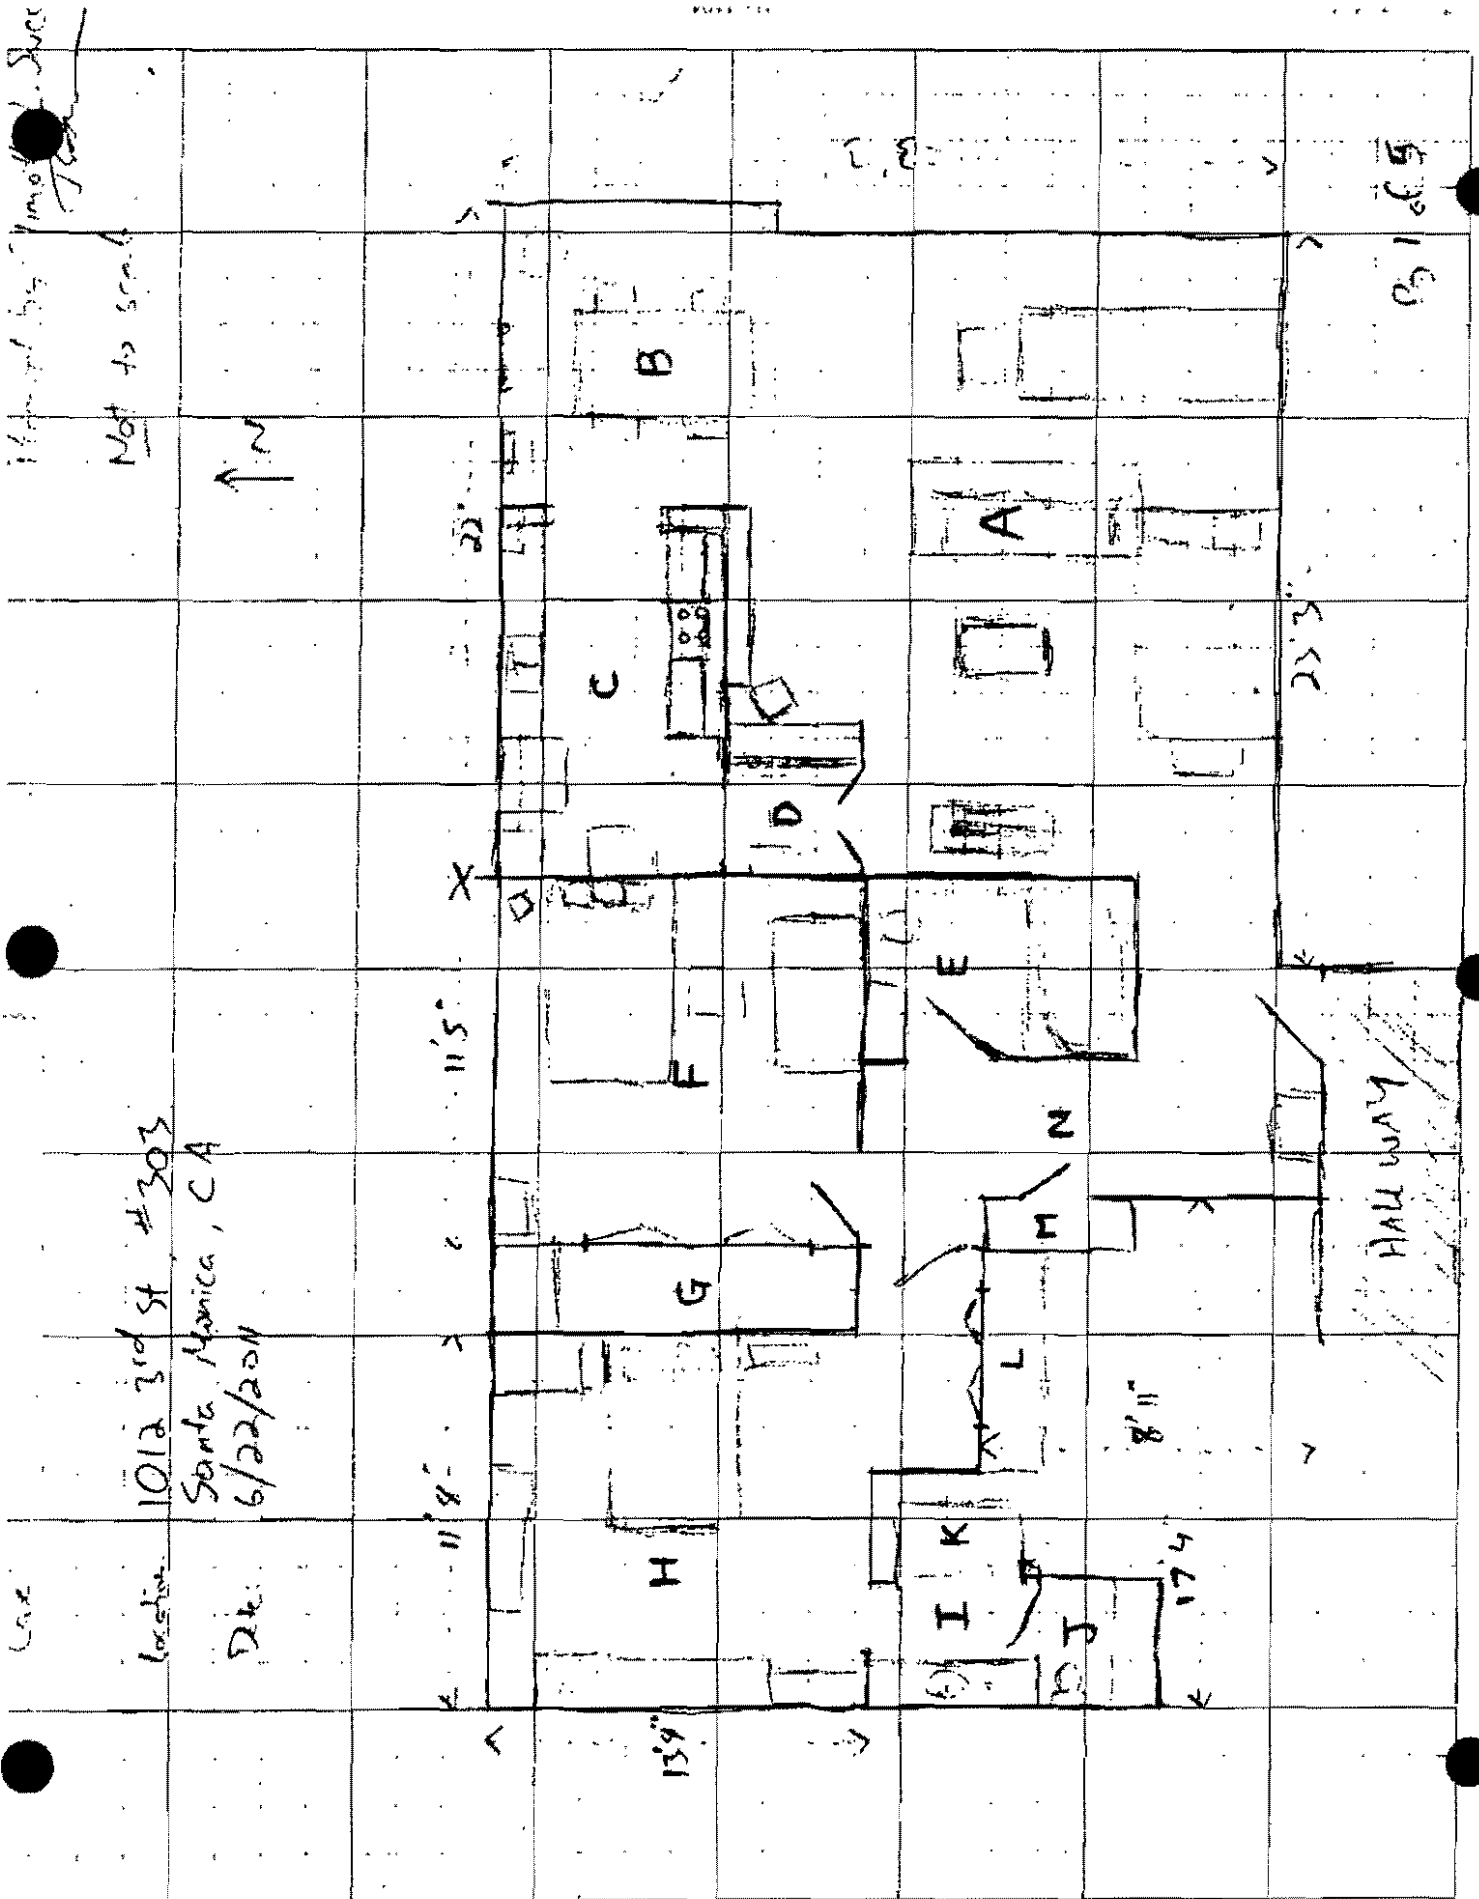 Location 1012 3rd St #303
Santa Monica, CA
Date: 6/22/2011
Not to scale
N
11'8"
11'5"
X
22'
13'9"
H
G
F
C
B
D
I
K
L
E
A
J
M
N
8'11"
17'4
23'3"
HALLWAY
Pg 1 of 5